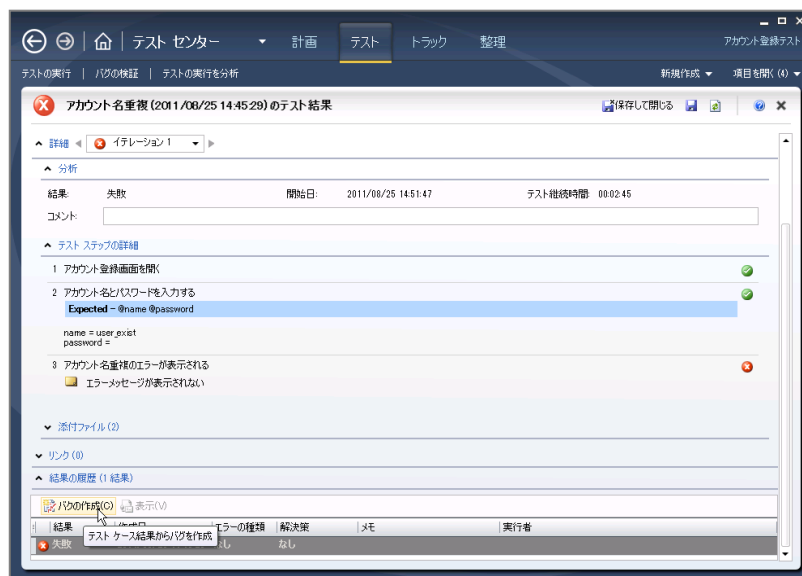 テスト センター 計画 テスト トラック 整理 アカウント登録テスト
テストの実行 | バグの検証 | テストの実行を分析 新規作成 項目を開く (4)
アカウント名重複 (2011/08/25 14:45:29) のテスト結果 保存して閉じる
詳細 イテレーション 1
分析
結果: 失敗 開始日: 2011/08/25 14:51:47 テスト継続時間: 00:02:45
コメント:
テスト ステップの詳細
1 アカウント登録画面を開く
2 アカウント名とパスワードを入力する
Expected – @name @password
name = user_exist
password =
3 アカウント名重複のエラーが表示される
エラーメッセージが表示されない
添付ファイル (2)
リンク (0)
結果の履歴 (1 結果)
バグの作成(C) 表示(V)
結果 作成日 エラーの種類 解決策 メモ 実行者
テスト ケース結果からバグを作成
失敗 なし なし